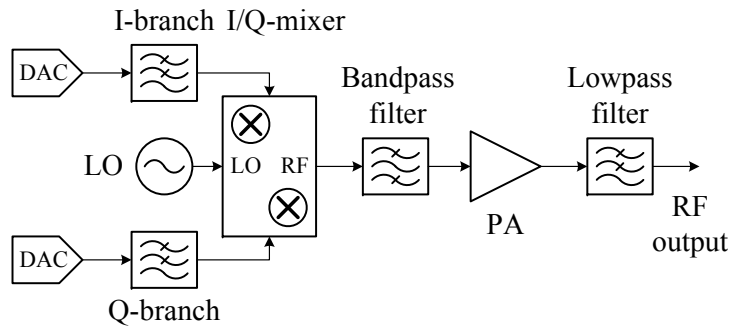 I-branch I/Q-mixer
DAC
Bandpass
filter
Lowpass
filter
LO
LO RF
PA
RF
output
DAC
Q-branch